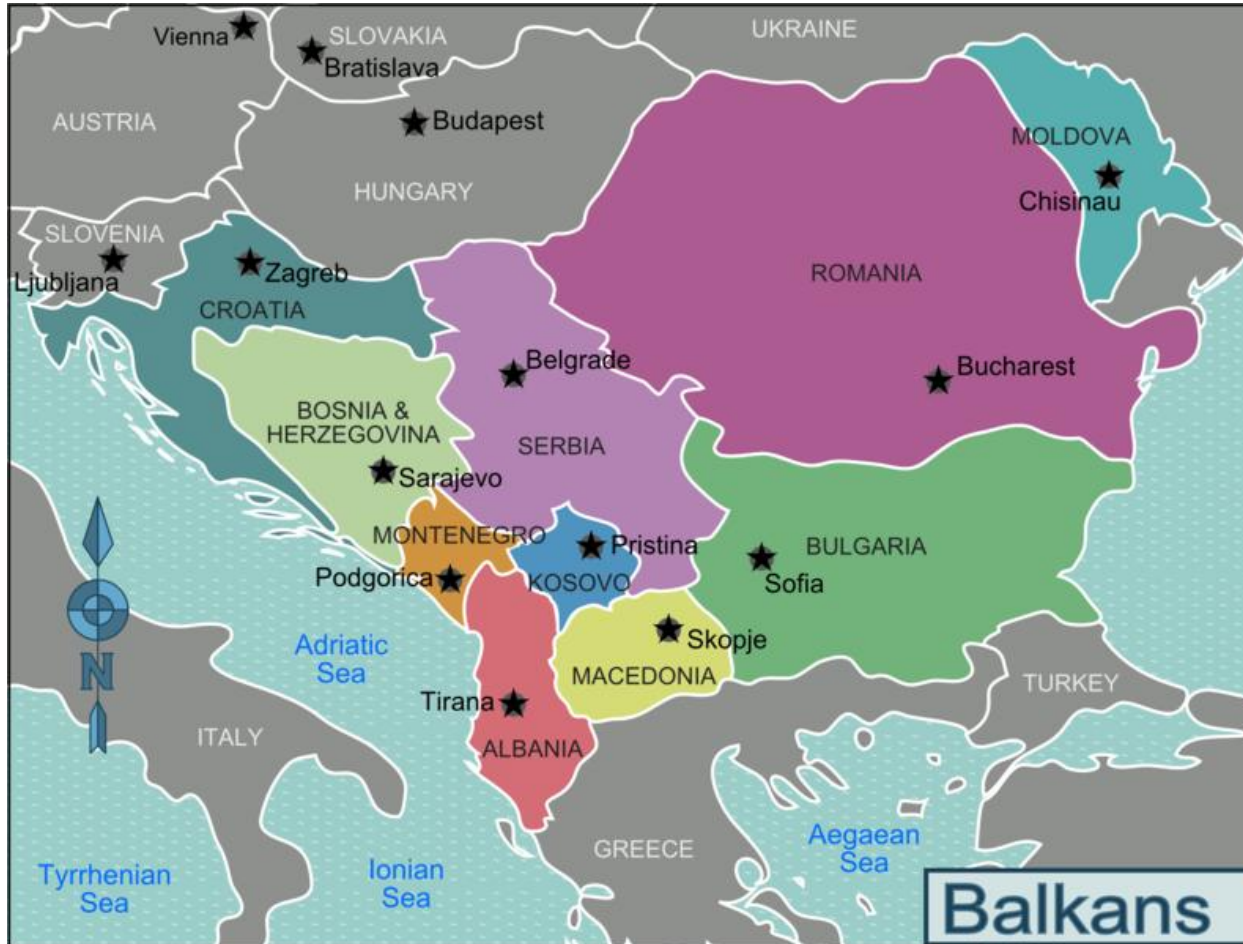 Vienna
SLOVAKIA
Bratislava
UKRAINE
AUSTRIA
Budapest
MOLDOVA
Chisinau
HUNGARY
SLOVENIA
Ljubljana
Zagreb
CROATIA
ROMANIA
Belgrade
Bucharest
BOSNIA &
HERZEGOVINA
SERBIA
Sarajevo
MONTENEGRO
Pristina
KOSOVO
BULGARIA
Sofia
Podgorica
Skopje
MACEDONIA
Adriatic
Sea
N
TURKEY
Tirana
ITALY
ALBANIA
GREECE
Aegaean
Sea
Tyrrhenian
Sea
Ionian
Sea
Balkans